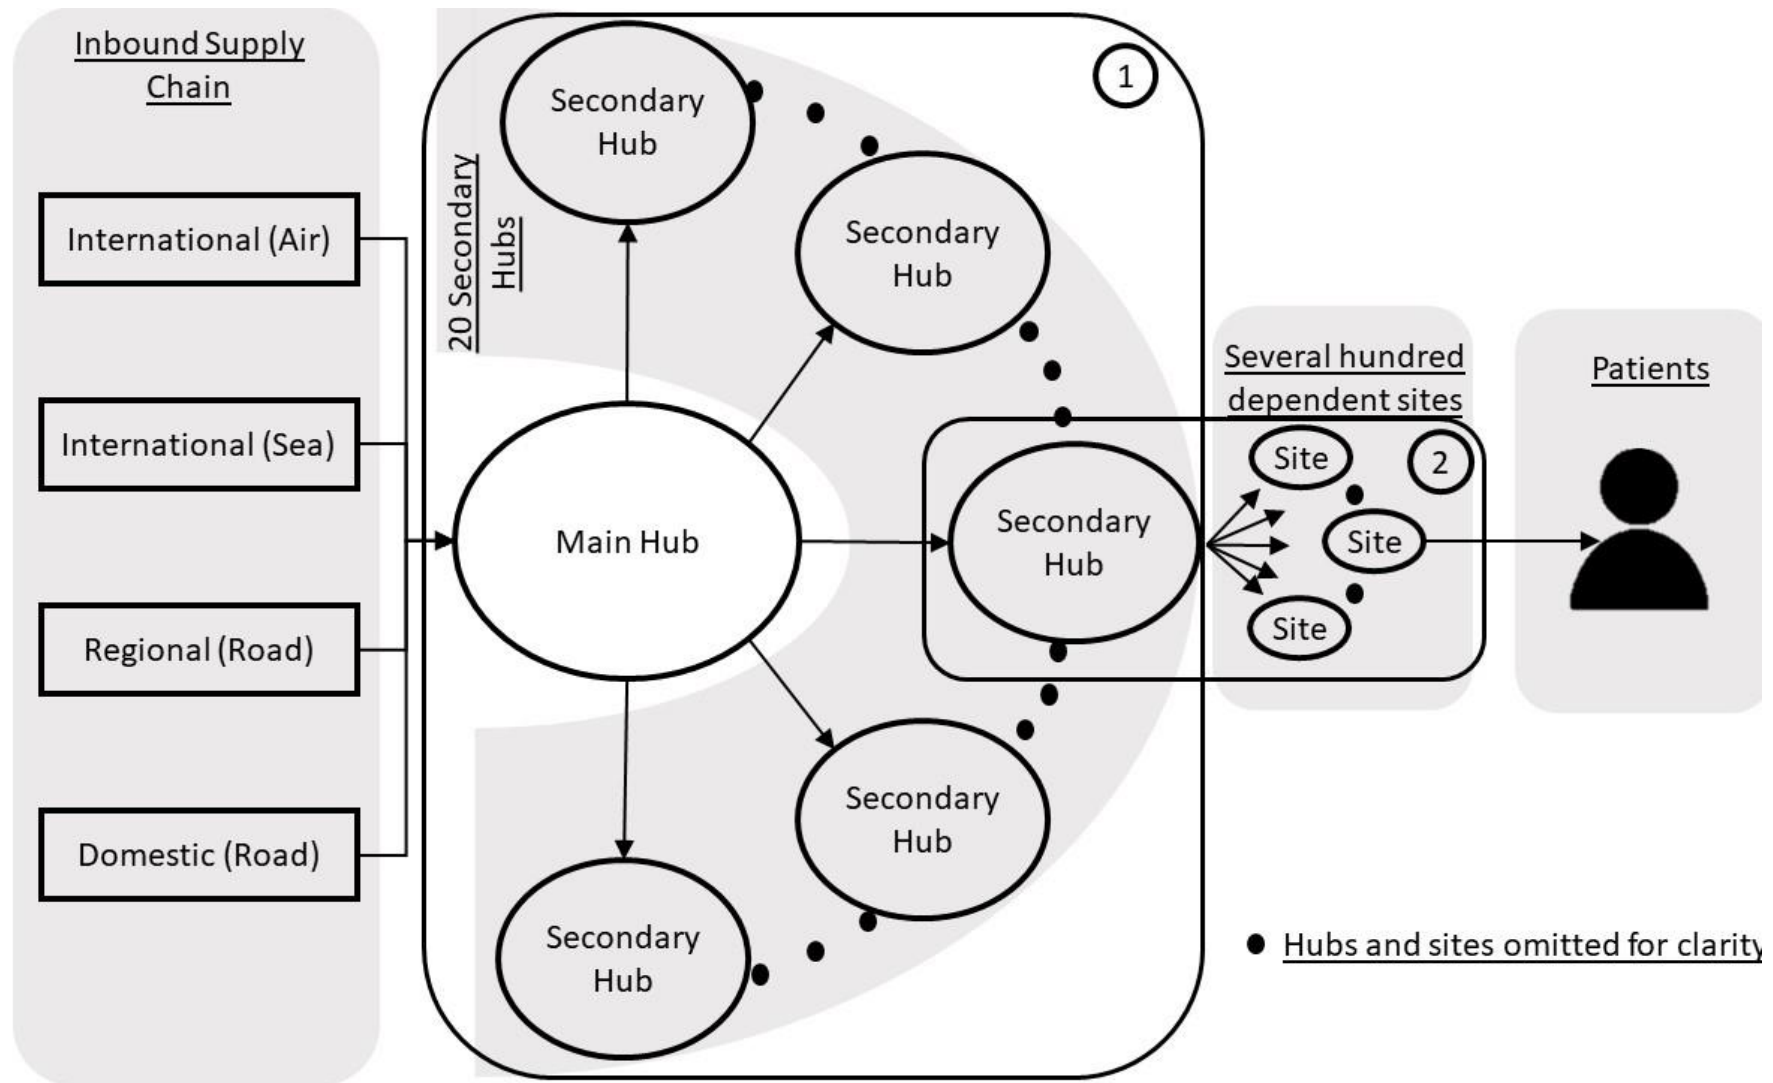 Inbound Supply
Chain
International (Air)
International (Sea)
Regional (Road)
Domestic (Road)
20 Secondary
Hubs
Secondary
Hub
Secondary
Hub
Main Hub
Secondary
Hub
Secondary
Hub
Secondary
Hub
1
Several hundred
dependent sites
2
Site
Site
Site
Patients
Hubs and sites omitted for clarity